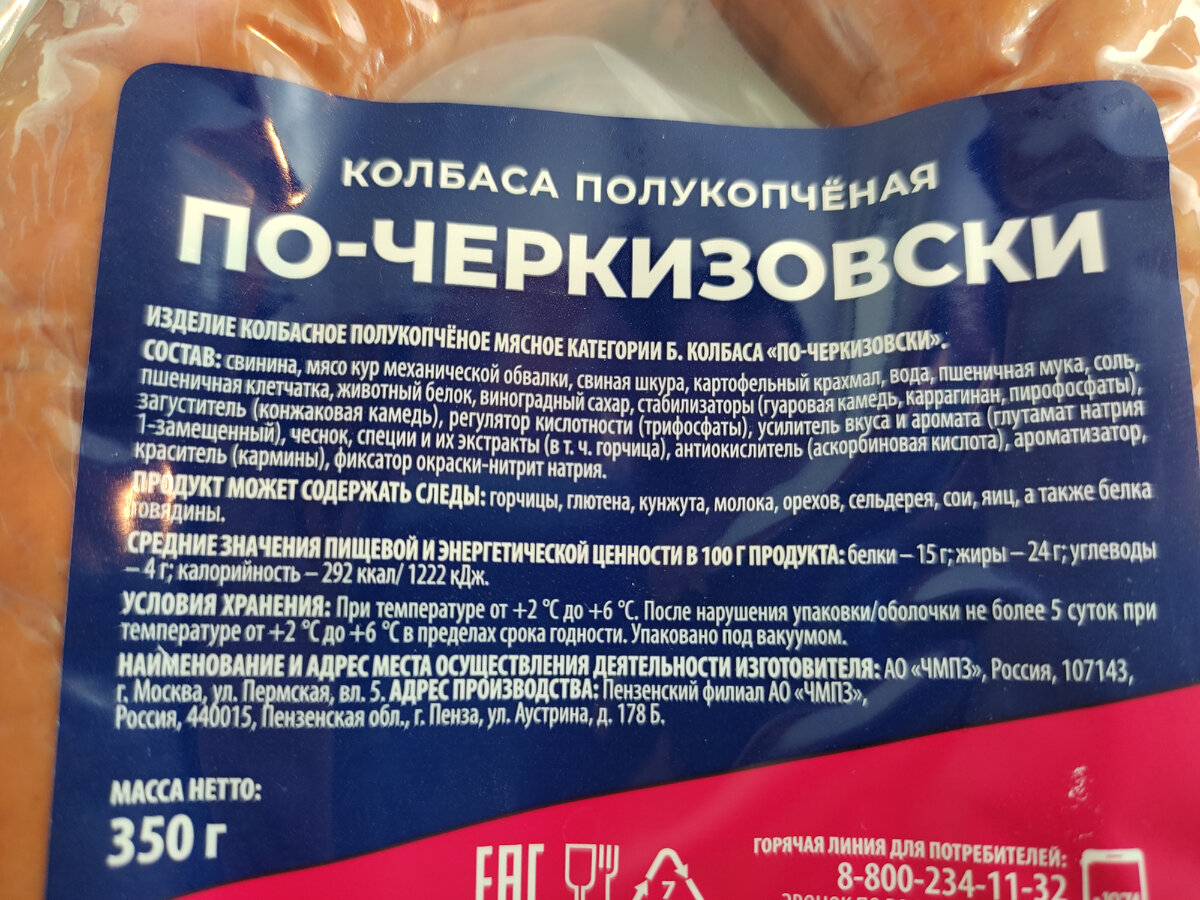 КОЛБАСА ПОЛУКОПЧЁНАЯ
ПО-ЧЕРКИЗОВСКИ
ИЗДЕЛИЕ КОЛБАСНОЕ ПОЛУКОПЧЁНОЕ МЯСНОЕ КАТЕГОРИИ Б. КОЛБАСА «ПО-ЧЕРКИЗОВСКИ».
СОСТАВ: свинина, мясо кур механической обвалки, свиная шкура, картофельный крахмал, вода, пшеничная мука, соль,
пшеничная клетчатка, животный белок, виноградный сахар, стабилизаторы (гуаровая камедь, каррагинан, пирофосфаты),
загуститель (конжаковая камедь), регулятор кислотности (трифосфаты), усилитель вкуса и аромата (глутамат натрия
1-замещенный), чеснок, специи и их экстракты (в т. ч. горчица), антиокислитель (аскорбиновая кислота), ароматизатор,
краситель (кармины), фиксатор окраски-нитрит натрия.
ПРОДУКТ МОЖЕТ СОДЕРЖАТЬ СЛЕДЫ: горчицы, глютена, кунжута, молока, орехов, сельдерея, сои, яиц, а также белка
говядины.
СРЕДНИЕ ЗНАЧЕНИЯ ПИЩЕВОЙ И ЭНЕРГЕТИЧЕСКОЙ ЦЕННОСТИ В 100 Г ПРОДУКТА: белки – 15 г; жиры – 24 г; углеводы
– 4 г; калорийность – 292 ккал/ 1222 кДж.
УСЛОВИЯ ХРАНЕНИЯ: При температуре от +2 °С до +6 °С. После нарушения упаковки/оболочки не более 5 суток при
температуре от +2 °С до +6 °С в пределах срока годности. Упаковано под вакуумом.
НАИМЕНОВАНИЕ И АДРЕС МЕСТА ОСУЩЕСТВЛЕНИЯ ДЕЯТЕЛЬНОСТИ ИЗГОТОВИТЕЛЯ: АО «ЧМПЗ», Россия, 107143,
г. Москва, ул. Пермская, вл. 5. АДРЕС ПРОИЗВОДСТВА: Пензенский филиал АО «ЧМПЗ»,
Россия, 440015, Пензенская обл., г. Пенза, ул. Аустрина, д. 178 Б.
МАССА НЕТТО:
350 г
ЕАС
7
ГОРЯЧАЯ ЛИНИЯ ДЛЯ ПОТРЕБИТЕЛЕЙ:
8-800-234-11-32